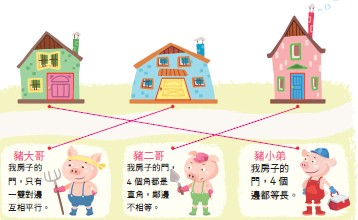 豬大哥
我房子的
門，只有
一雙對邊
互相平行。
豬二哥
我房子的門，
4 個角都是
直角，鄰邊
不相等。
豬小弟
我房子的
門，4 個
邊都等長。